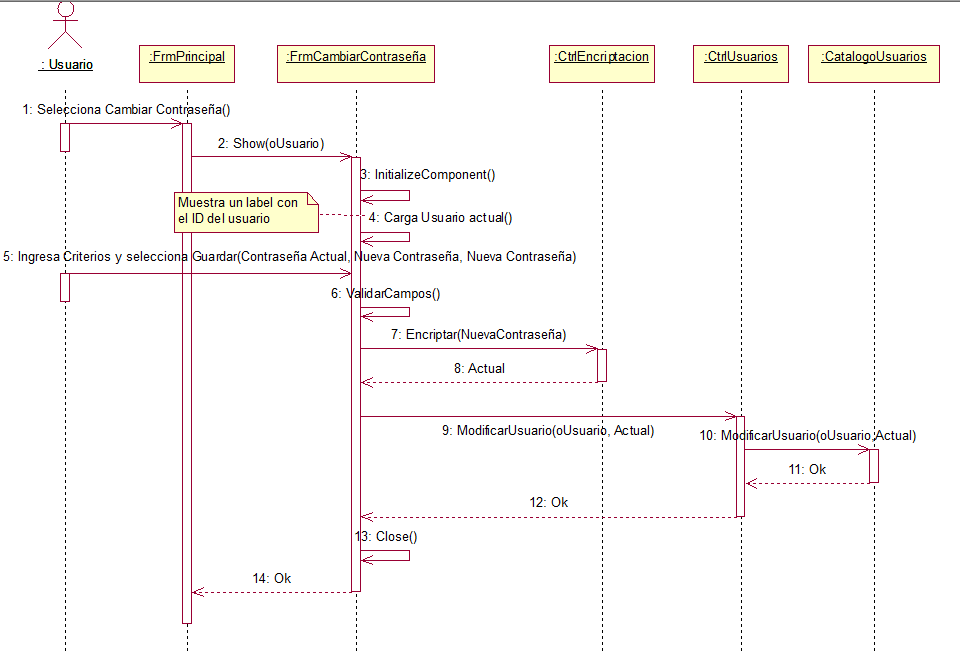 : Usuario
:FrmPrincipal
:FrmCambiarContraseña
:CtrlEncriptacion
:CtrlUsuarios
:CatalogoUsuarios
1: Selecciona Cambiar Contraseña()
2: Show(oUsuario)
3: InitializeComponent()
Muestra un label con
el ID del usuario
4: Carga Usuario actual()
5: Ingresa Criterios y selecciona Guardar(Contraseña Actual, Nueva Contraseña, Nueva Contraseña)
6: ValidarCampos()
7: Encriptar(NuevaContraseña)
8: Actual
9: ModificarUsuario(oUsuario, Actual)
10: ModificarUsuario(oUsuario,Actual)
11: Ok
12: Ok
13: Close()
14: Ok